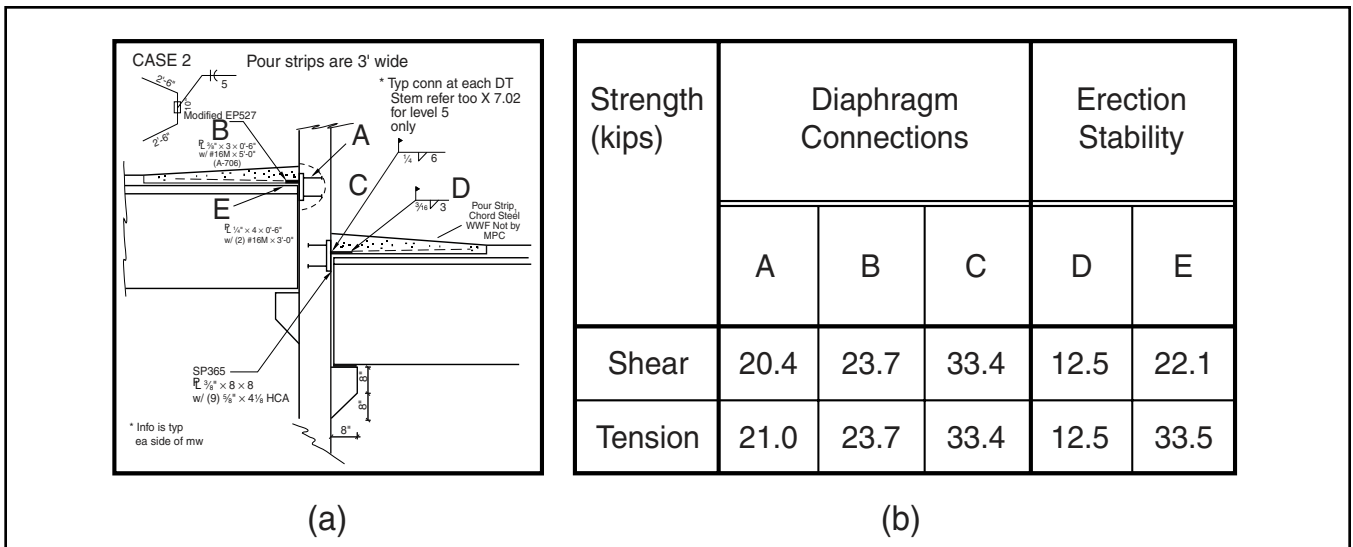 CASE 2
Pour strips are 3' wide
2'-6"
10"
2'-6"
5
* Typ conn at each DT
Stem refer too X 7.02
for level 5
only
Modified EP527
B
℄ 3/8" × 3 × 0'-6"
w/ #16M × 5'-0"
(A-706)
A
1/4 6
C
D
3/16 3
E
℄ 1/4" × 4 × 0'-6"
w/ (2) #16M × 3'-0"
Pour Strip,
Chord Steel
WWF Not by
MPC
SP365
℄ 3/8" × 8 × 8
w/ (9) 5/8" × 4 1/8 HCA
8"
8"
8"
* Info is typ
ea side of mw
(a)
Strength (kips) Diaphragm Connections Erection Stability
A B C D E
Shear 20.4 23.7 33.4 12.5 22.1
Tension 21.0 23.7 33.4 12.5 33.5
(b)